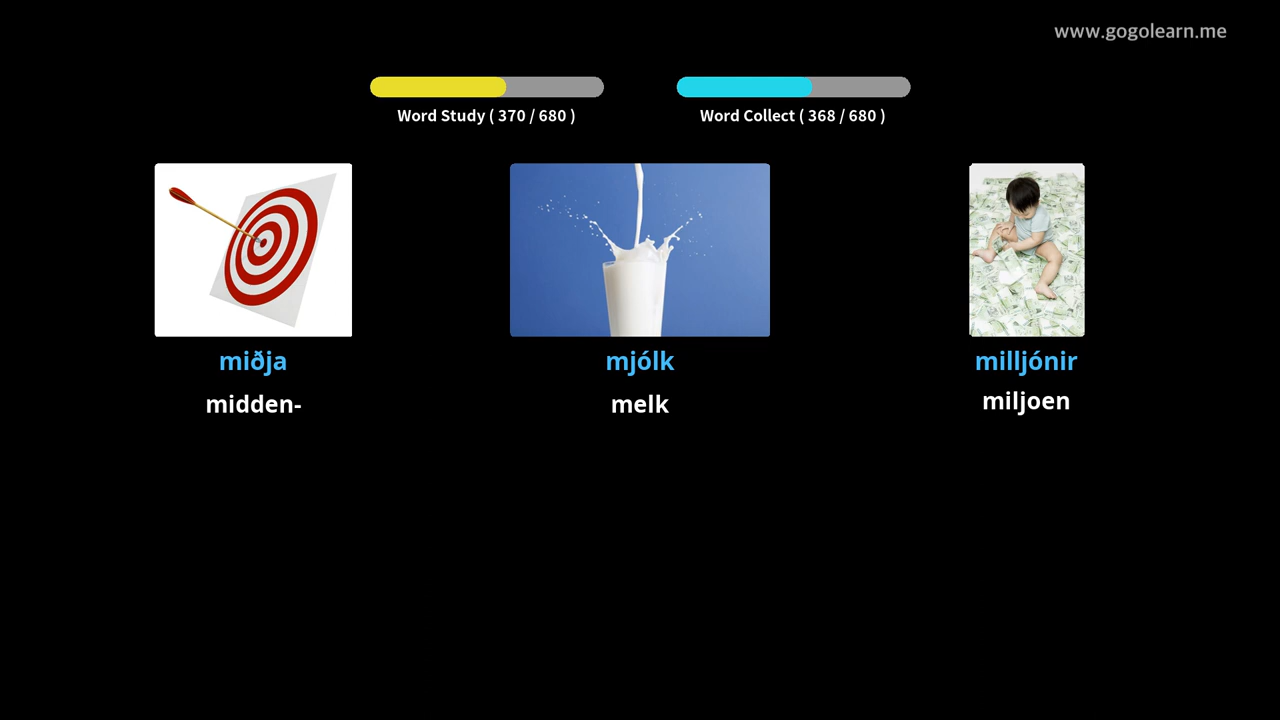 www.gogolearn.me
Word Study ( 370 / 680 )
Word Collect ( 368 / 680 )
miðja
mjólk
milljónir
midden-
melk
miljoen